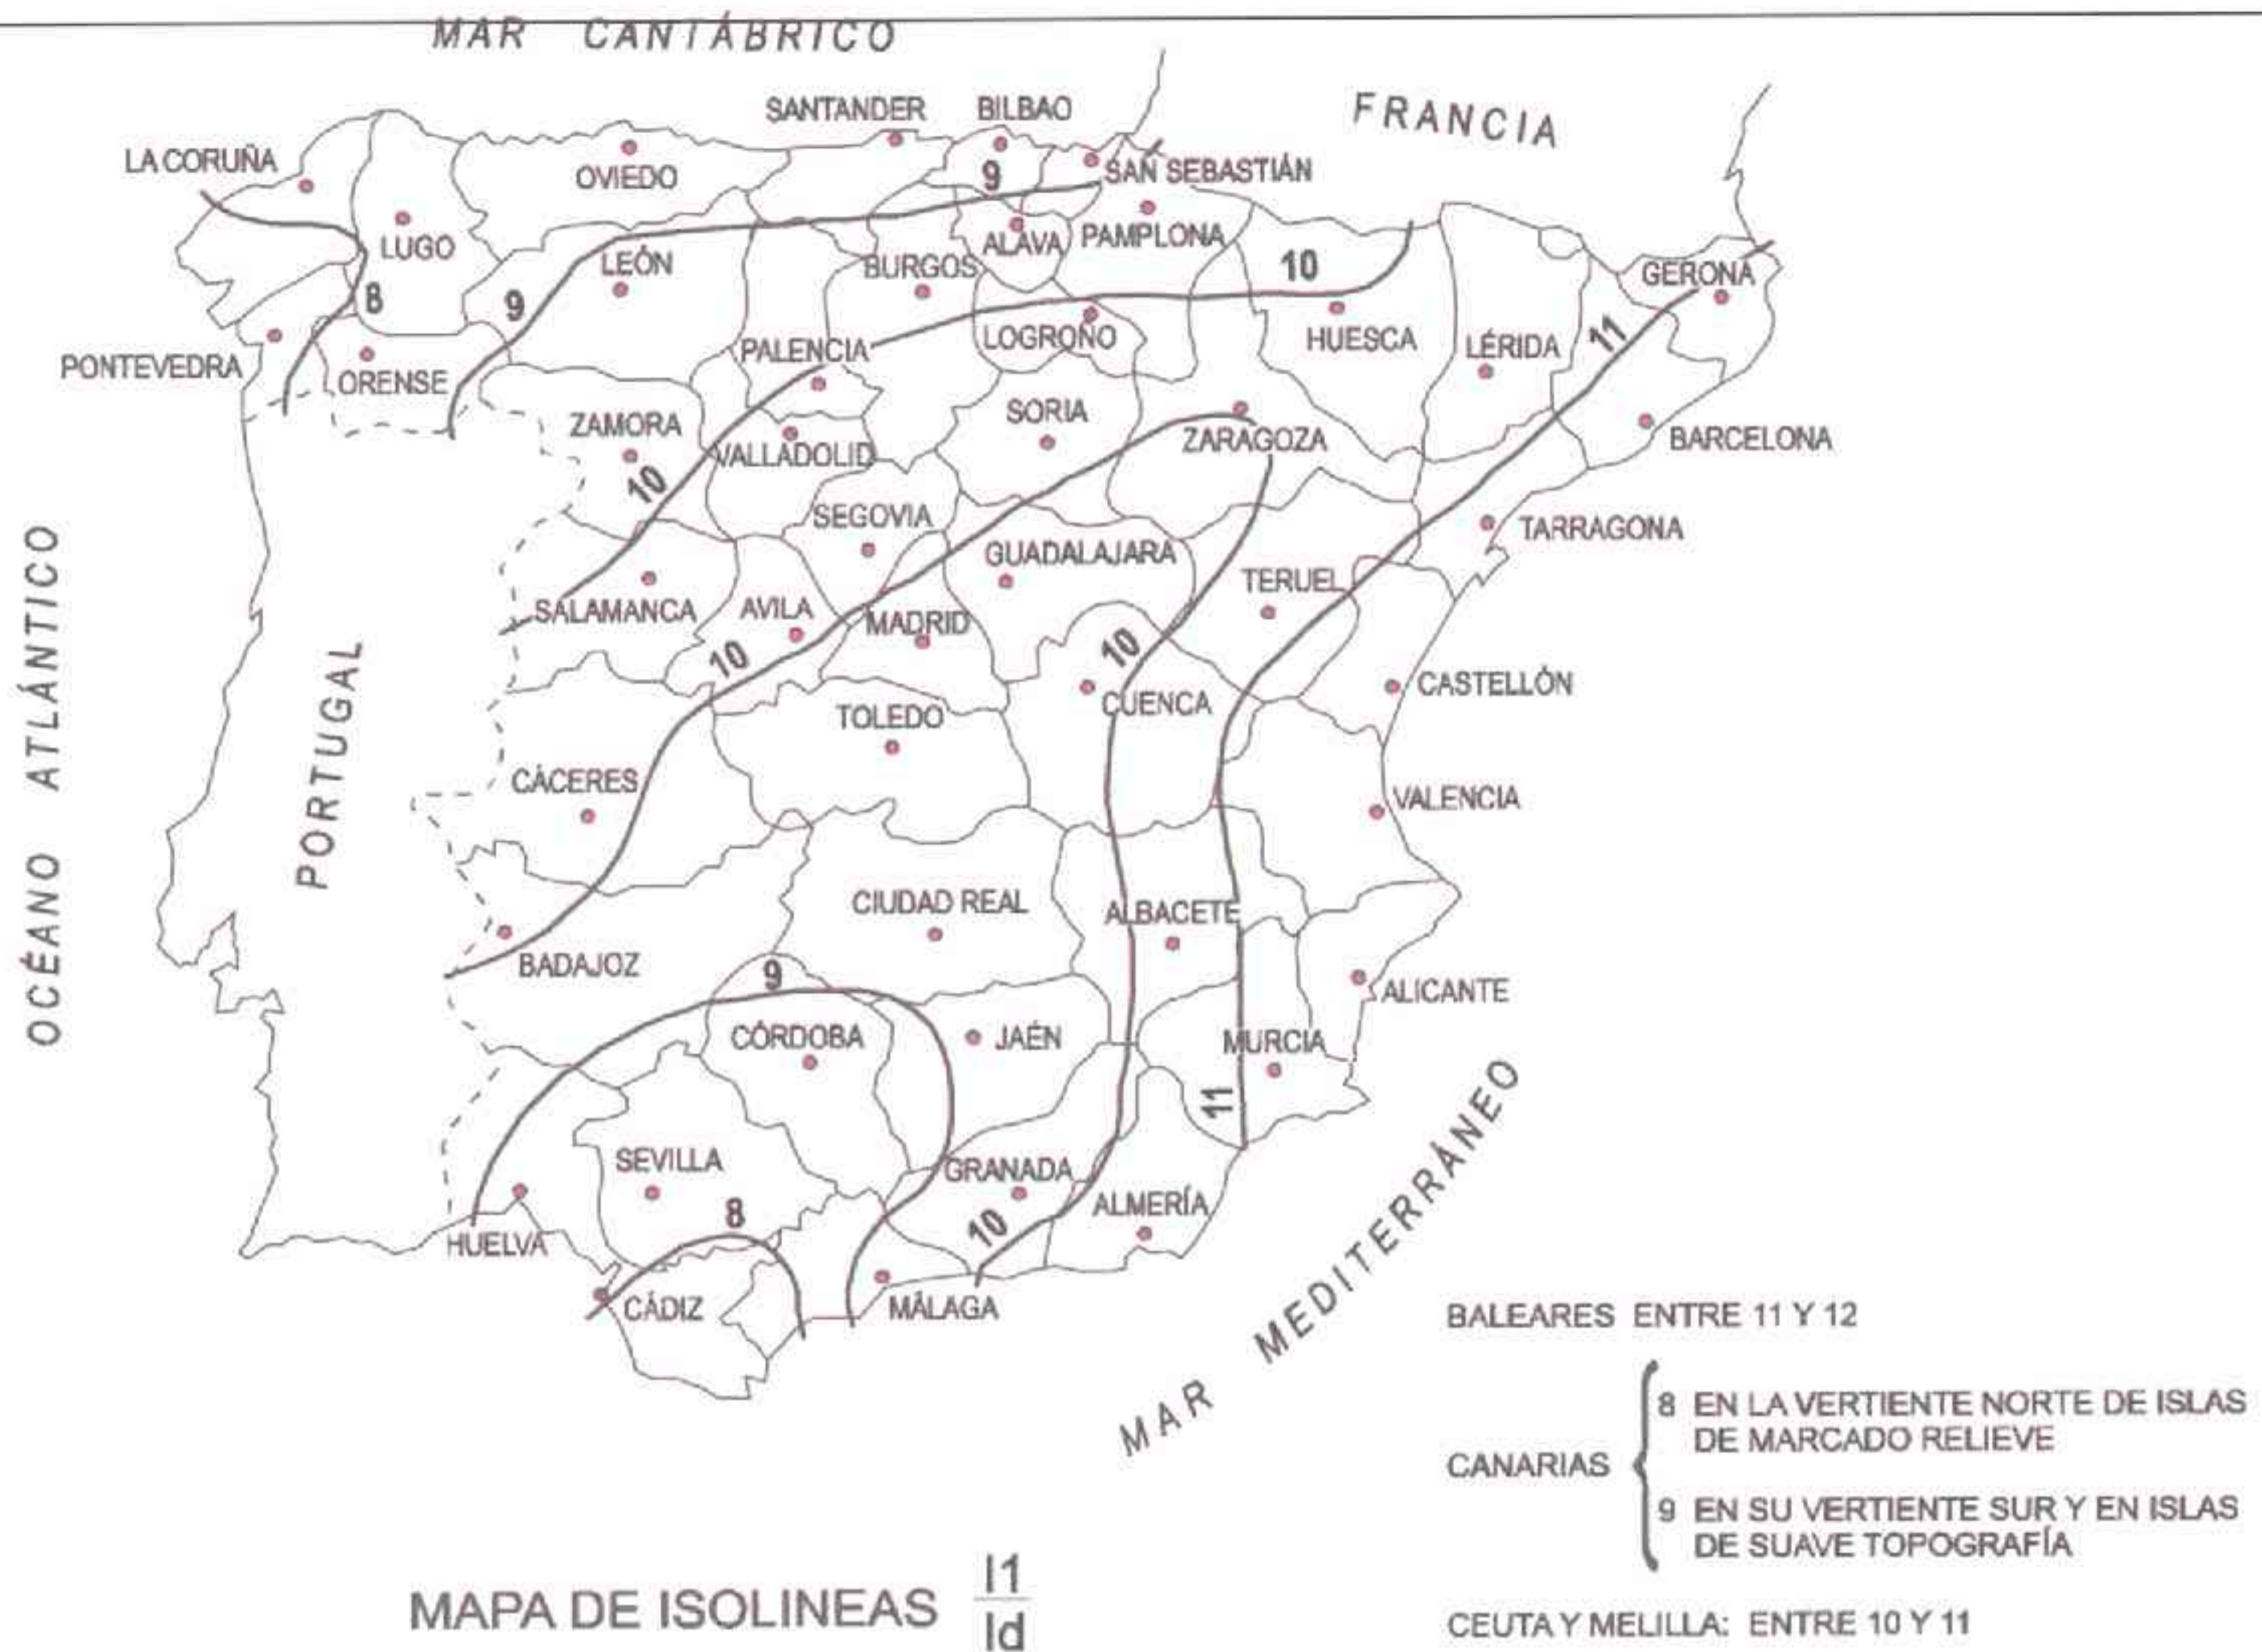 MAR CANTÁBRICO
FRANCIA
SANTANDER
BILBAO
LA CORUÑA
OVIEDO
9
SAN SEBASTIÁN
LUGO
LEÓN
BURGOS
ALAVA
PAMPLONA
10
GERONA
8
9
PONTEVEDRA
ORENSE
PALENCIA
LOGROÑO
HUESCA
LÉRIDA
11
ZAMORA
VALLADOLID
SORIA
ZARAGOZA
BARCELONA
10
SEGOVIA
GUADALAJARA
TERUEL
TARRAGONA
SALAMANCA
AVILA
MADRID
10
10
CUENCA
CASTELLÓN
TOLEDO
CÁCERES
VALENCIA
OCÉANO ATLÁNTICO
PORTUGAL
CIUDAD REAL
ALBACETE
BADAJOZ
9
ALICANTE
CÓRDOBA
JAÉN
MURCIA
11
SEVILLA
GRANADA
ALMERÍA
8
10
HUELVA
CÁDIZ
MÁLAGA
MAR MEDITERRÁNEO
BALEARES ENTRE 11 Y 12
CANARIAS
8 EN LA VERTIENTE NORTE DE ISLAS
DE MARCADO RELIEVE
9 EN SU VERTIENTE SUR Y EN ISLAS
DE SUAVE TOPOGRAFÍA
CEUTA Y MELILLA: ENTRE 10 Y 11
MAPA DE ISOLINEAS I1
Id